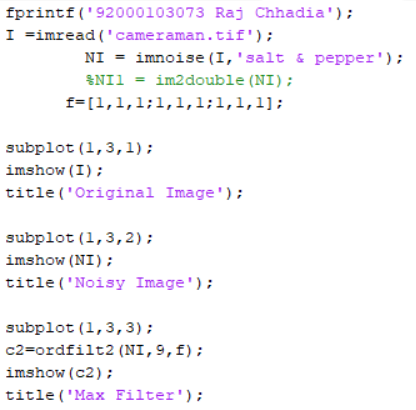 fprintf('92000103073 Raj Chhadia');
I =imread('cameraman.tif');
NI = imnoise(I,'salt & pepper');
%NI1 = im2double(NI);
f=[1,1,1;1,1,1;1,1,1];
subplot(1,3,1);
imshow(I);
title('Original Image');
subplot(1,3,2);
imshow(NI);
title('Noisy Image');
subplot(1,3,3);
c2=ordfilt2(NI,9,f);
imshow(c2);
title('Max Filter');